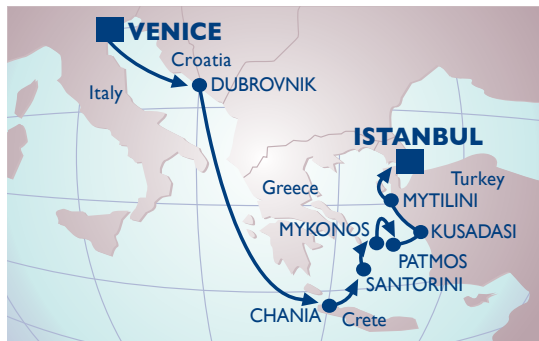 VENICE
Croatia
DUBROVNIK
Italy
ISTANBUL
Turkey
Greece
MYTILINI
MYKONOS
KUSADASI
PATMOS
SANTORINI
CHANIA
Crete